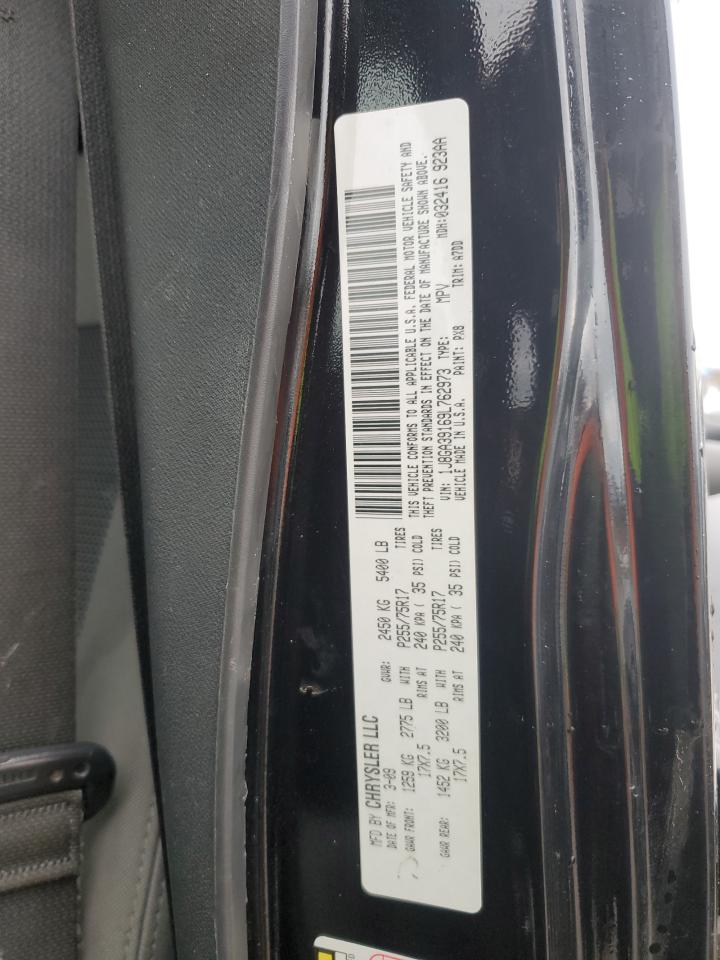 MFD BY CHRYSLER LLC
DATE OF MFR: 3-09 GVWR: 2450 KG 5400 LB
GAWR FRONT: 1259 KG 2775 LB WITH P255/75R17 TIRES
17X7.5 RIMS AT 240 KPA ( 35 PSI) COLD
GAWR REAR: 1452 KG 3200 LB WITH P255/75R17 TIRES
17X7.5 RIMS AT 240 KPA ( 35 PSI) COLD
THIS VEHICLE CONFORMS TO ALL APPLICABLE U.S.A. FEDERAL MOTOR VEHICLE SAFETY AND
THEFT PREVENTION STANDARDS IN EFFECT ON THE DATE OF MANUFACTURE SHOWN ABOVE.
VIN: 1J8GA39169L762973 TYPE: MPV MDH:032416 923AA
VEHICLE MADE IN U.S.A. PAINT: PX8 TRIM: A7DD